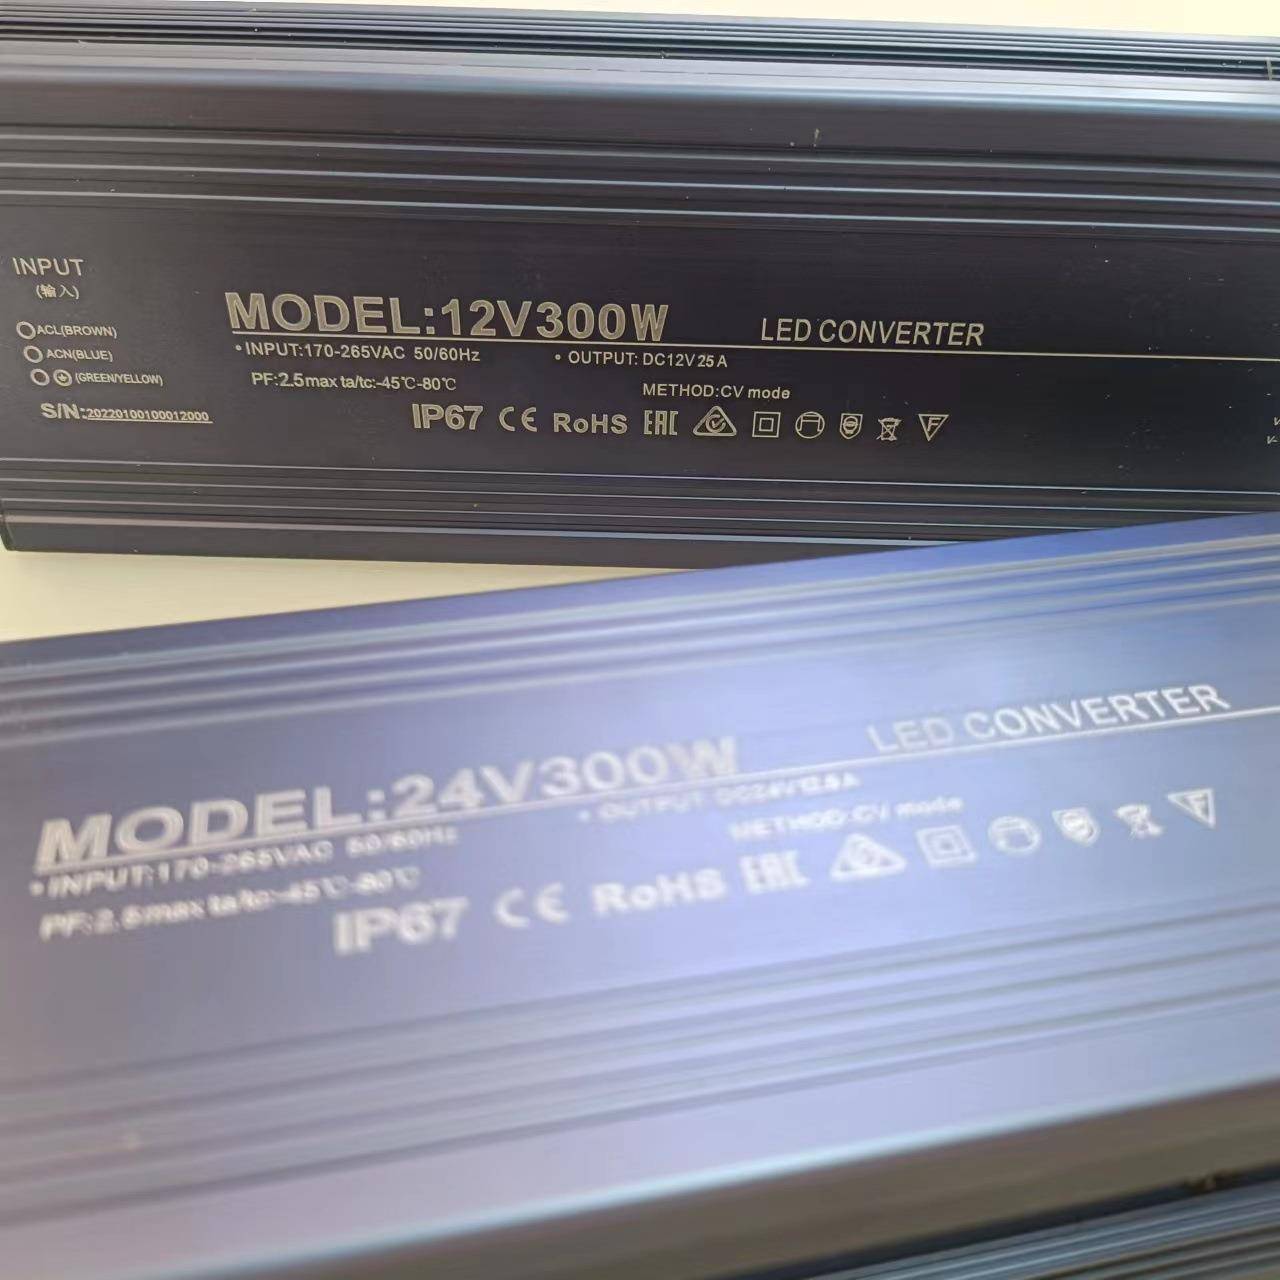 INPUT
(输入)
ACL(BROWN)
ACN(BLUE)
(GREEN/YELLOW)
S/N:20220100100012000
MODEL:12V300W
LED CONVERTER
• INPUT:170-265VAC 50/60Hz
• OUTPUT: DC12V 25A
PF:2.5max ta/tc:-45℃-80℃
METHOD:CV mode
IP67 CE RoHS EAC
F
MODEL:24V300W
LED CONVERTER
• INPUT:170-265VAC 50/60Hz
• OUTPUT: DC24V12.5A
PF:2.5max ta/tc:-45℃-80℃
METHOD:CV mode
IP67 CE RoHS EAC
F